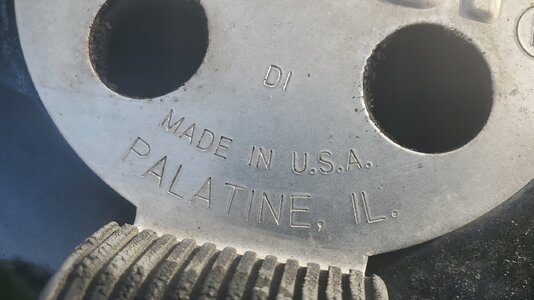 DI
MADE IN U.S.A.
PALATINE, IL.